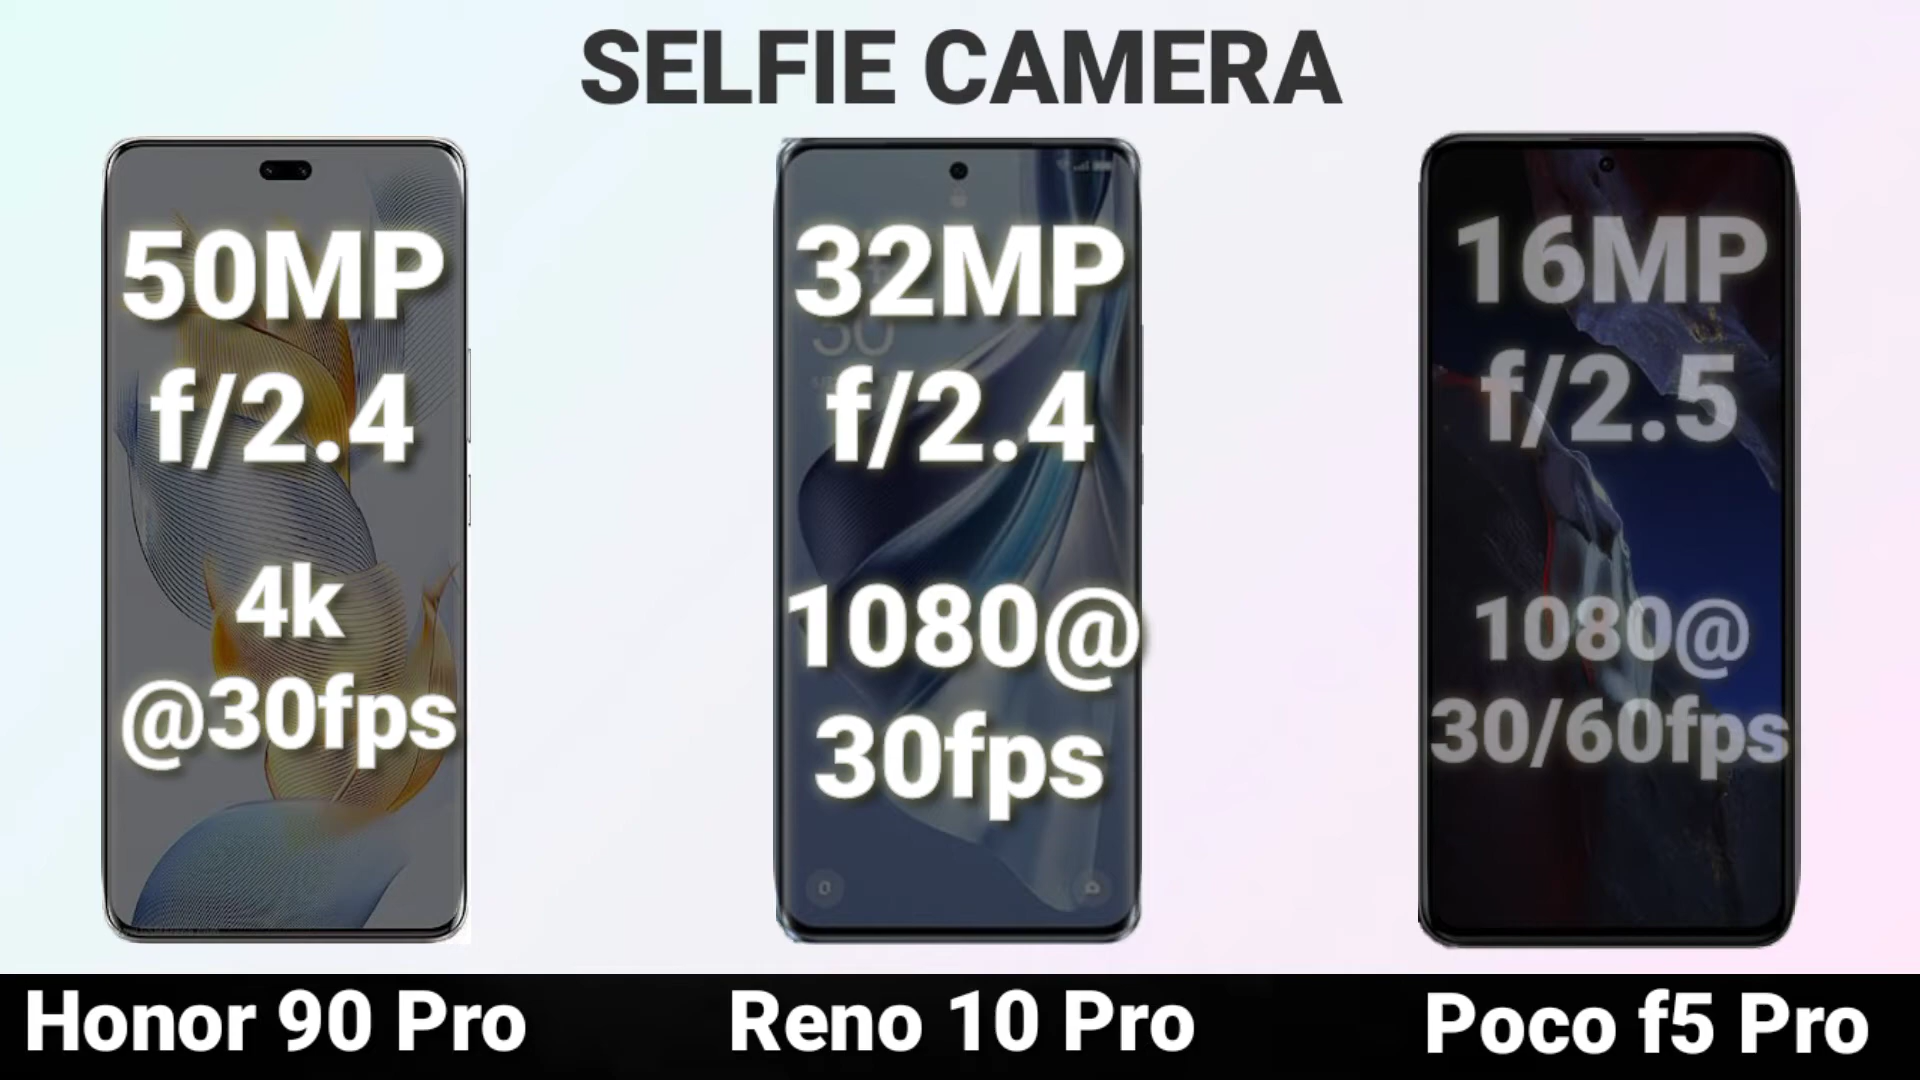 SELFIE CAMERA
50MP
f/2.4
4k
@30fps
32MP
f/2.4
1080@
30fps
16MP
f/2.5
1080@
30/60fps
Honor 90 Pro
Reno 10 Pro
Poco f5 Pro